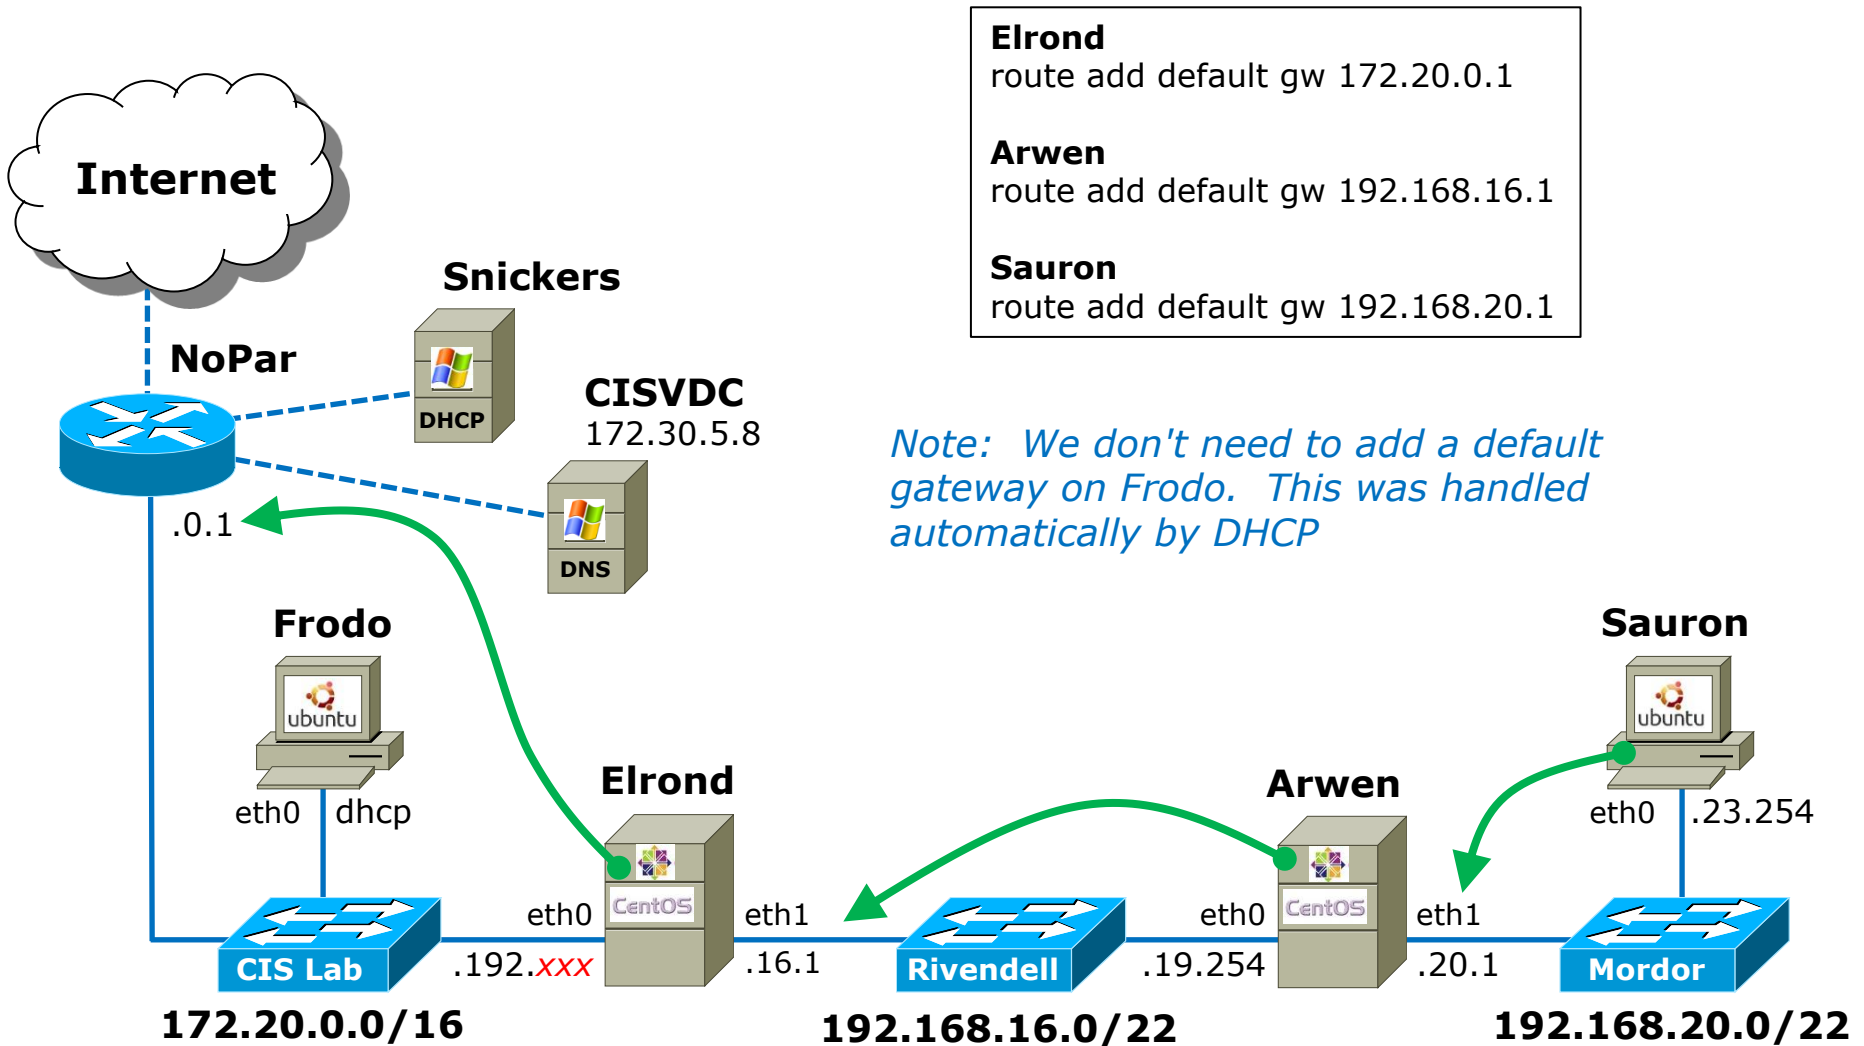 Elrond
route add default gw 172.20.0.1
Arwen
route add default gw 192.168.16.1
Sauron
route add default gw 192.168.20.1
Internet
Snickers
DHCP
NoPar
CISVDC
172.30.5.8
DNS
Note: We don't need to add a default
gateway on Frodo. This was handled
automatically by DHCP
.0.1
Frodo
ubuntu
eth0 dhcp
Sauron
ubuntu
eth0 .23.254
Elrond
CentOS
Arwen
CentOS
eth0 eth1 eth0 eth1
CIS Lab .192.xxx .16.1 Rivendell .19.254 .20.1 Mordor
172.20.0.0/16 192.168.16.0/22 192.168.20.0/22